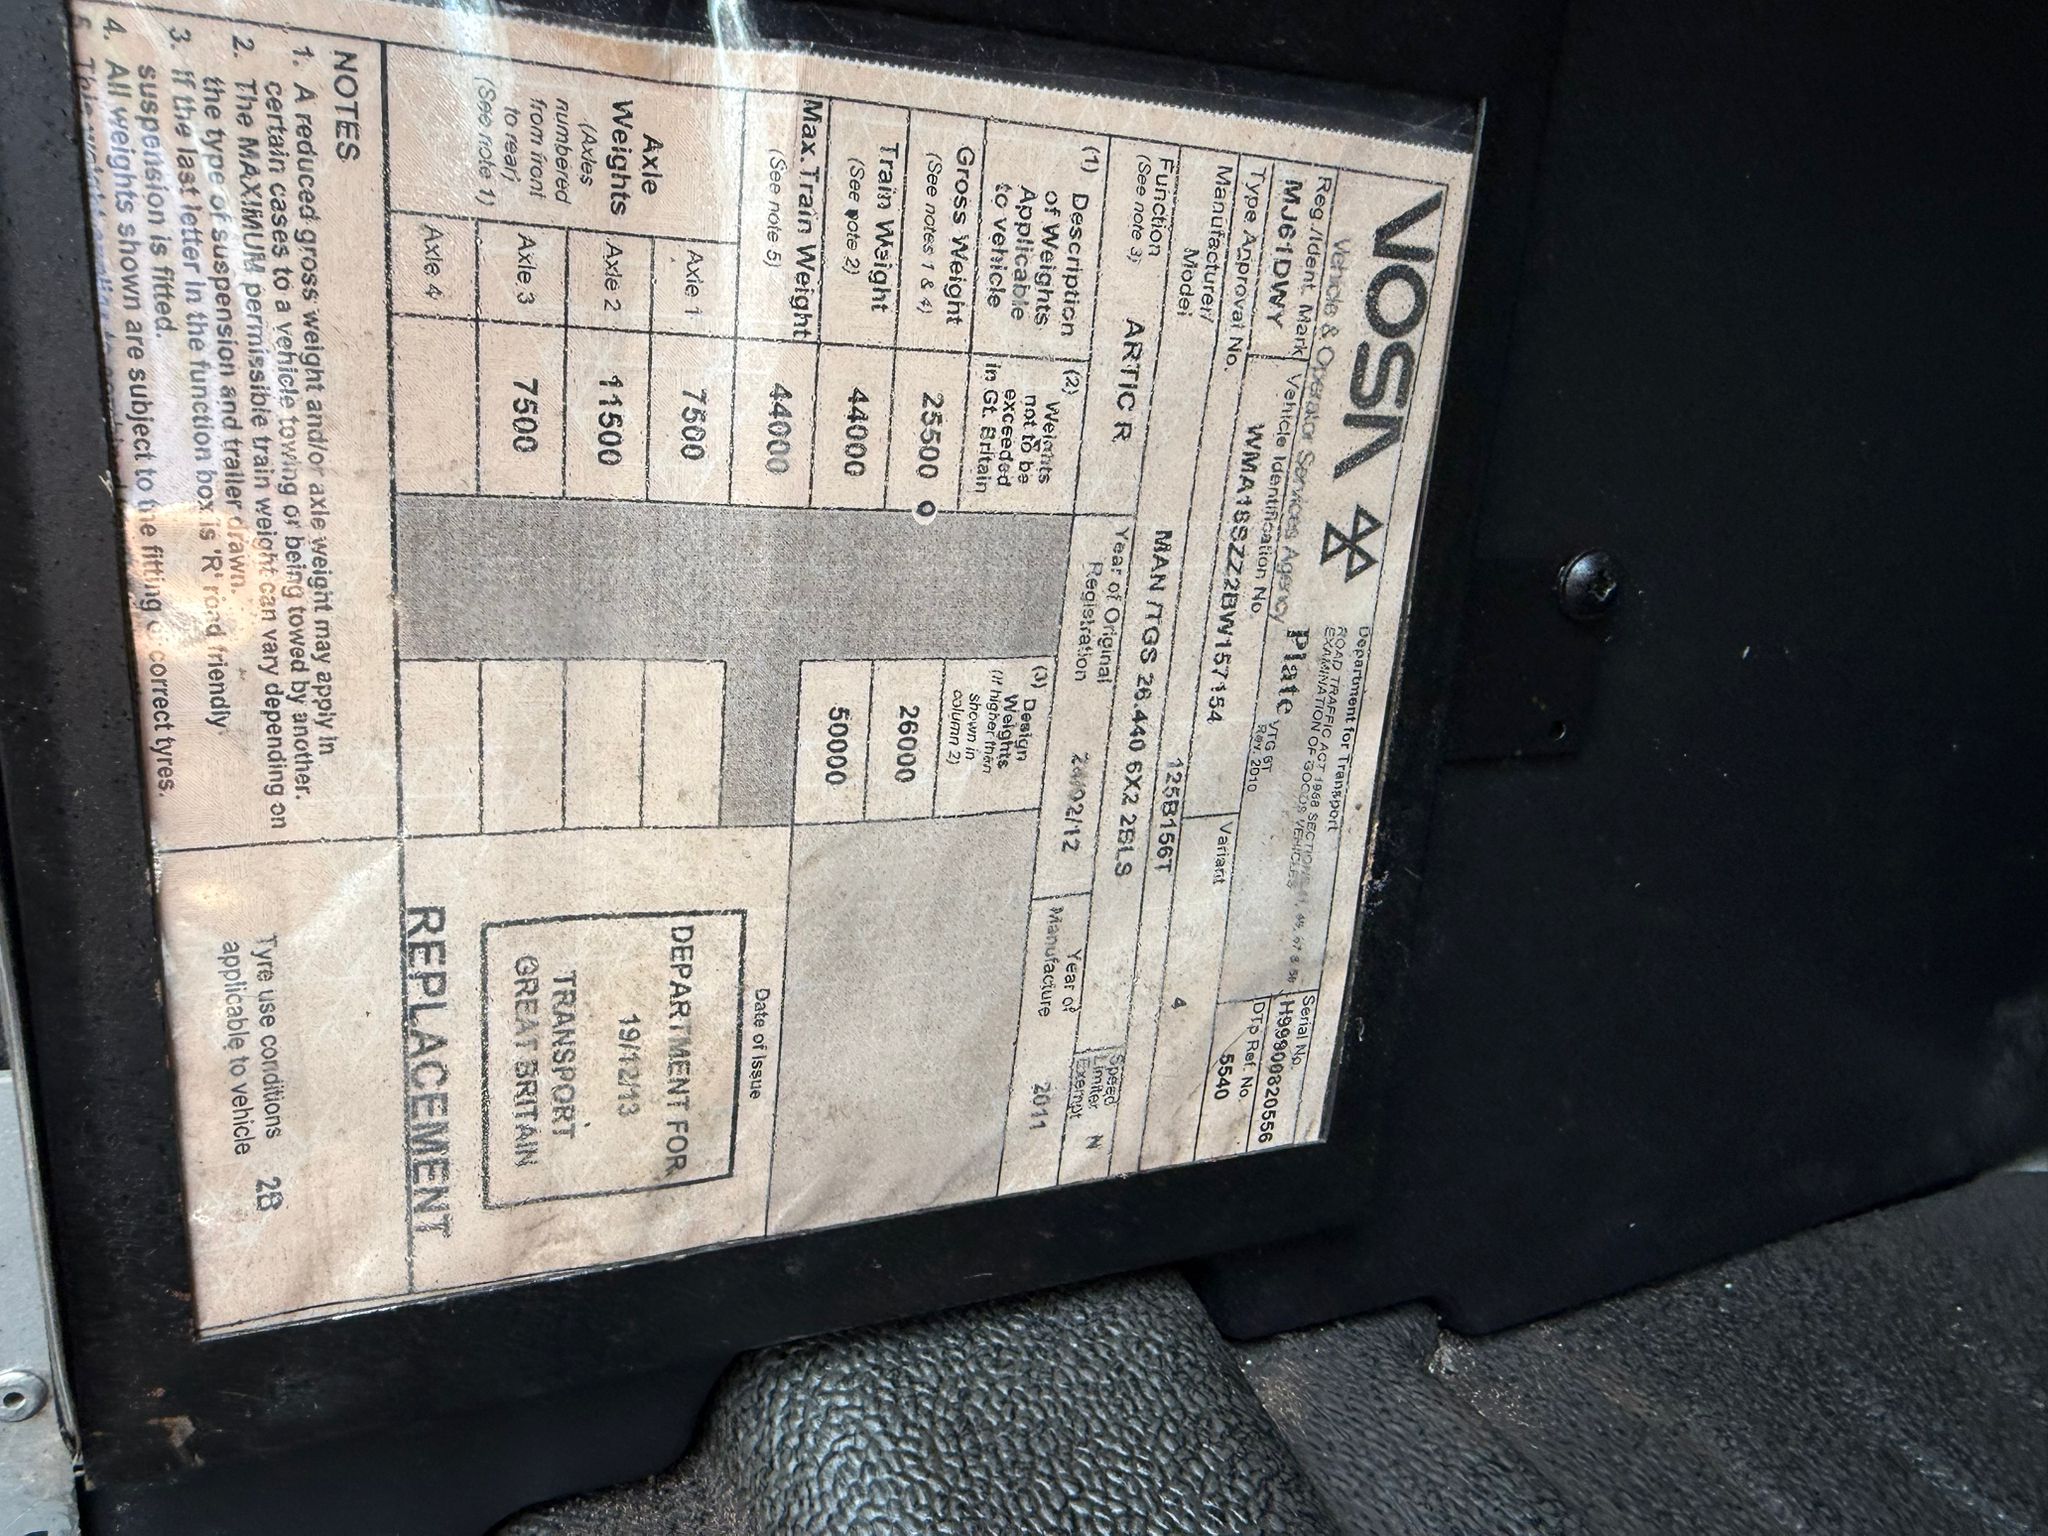 VOSA
Vehicle & Operator Services Agency
Department for Transport
ROAD TRAFFIC ACT 1988 SECTIONS 41, 49, 57 & 58
EXAMINATION OF GOODS VEHICLES
Plate VTG 6T
Rev. 2010
Serial No.
H99900820556
Reg./Ident. Mark
MJ61DWY
Vehicle Identification No.
WMA18SZZ2BW157154
DTp Ref. No.
5540
Type Approval No.
Variant
Manufacturer/
Model
125B156T
4
MAN /TGS 26.440 6X2 2BLS
Function
(See note 3)
ARTIC R
Year of Original
Registration
/02/12
Year of
Manufacture
2011
Speed
Limiter
Exempt
N
(1) Description
of Weights
Applicable
to vehicle
(2) Weights
not to be
exceeded
in Gt. Britain
(3) Design
Weights
(if higher than
shown in
column 2)
Gross Weight
(See notes 1 & 4)
25500
26000
Train Weight
(See note 2)
44000
50000
Max. Train Weight
(See note 5)
44000
Axle
Weights
(Axles
numbered
from front
to rear)
(See note 1)
Axle 1
7500
Axle 2
11500
Axle 3
7500
Axle 4
Date of issue
DEPARTMENT FOR
19/12/13
TRANSPORT
GREAT BRITAIN
REPLACEMENT
NOTES
1. A reduced gross weight and/or axle weight may apply in
certain cases to a vehicle towing or being towed by another.
2. The MAXIMUM permissible train weight can vary depending on
the type of suspension and trailer drawn.
3. If the last letter in the function box is 'R' road friendly
suspension is fitted.
4. All weights shown are subject to the fitting of correct tyres.
5. This
Tyre use conditions
applicable to vehicle
2B